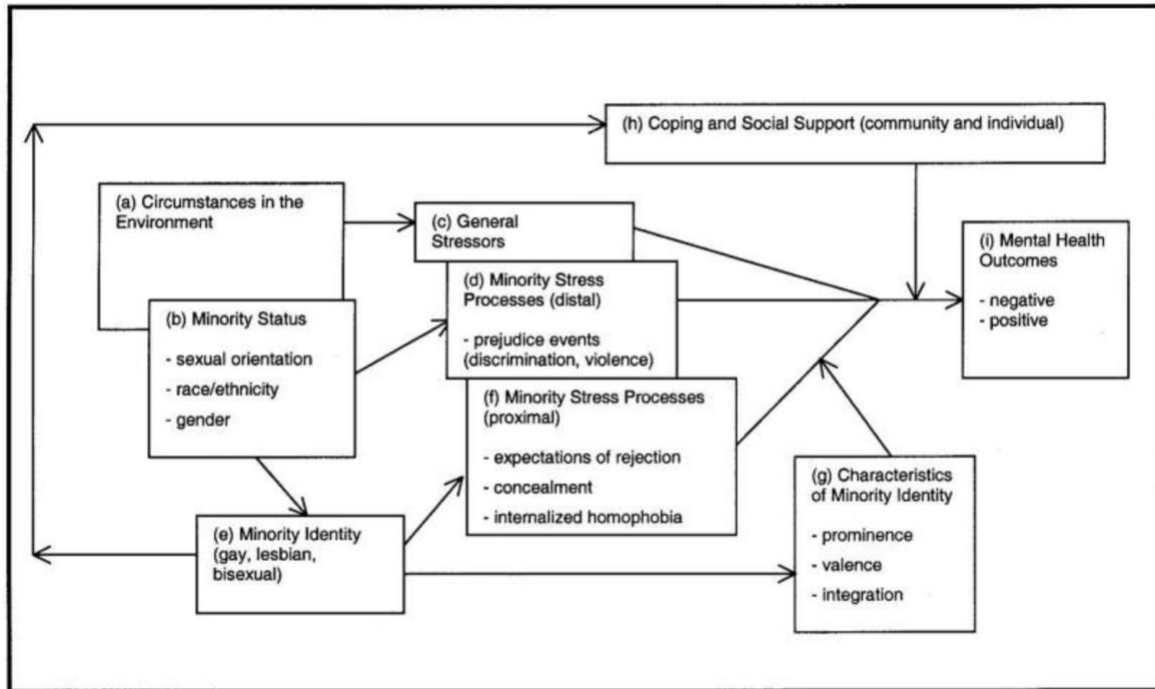 (h) Coping and Social Support (community and individual)
(a) Circumstances in the
Environment
(c) General
Stressors
(i) Mental Health
Outcomes
- negative
- positive
(d) Minority Stress
Processes (distal)
- prejudice events
(discrimination, violence)
(b) Minority Status
- sexual orientation
- race/ethnicity
- gender
(f) Minority Stress Processes
(proximal)
- expectations of rejection
- concealment
- internalized homophobia
(g) Characteristics
of Minority Identity
- prominence
- valence
- integration
(e) Minority Identity
(gay, lesbian,
bisexual)